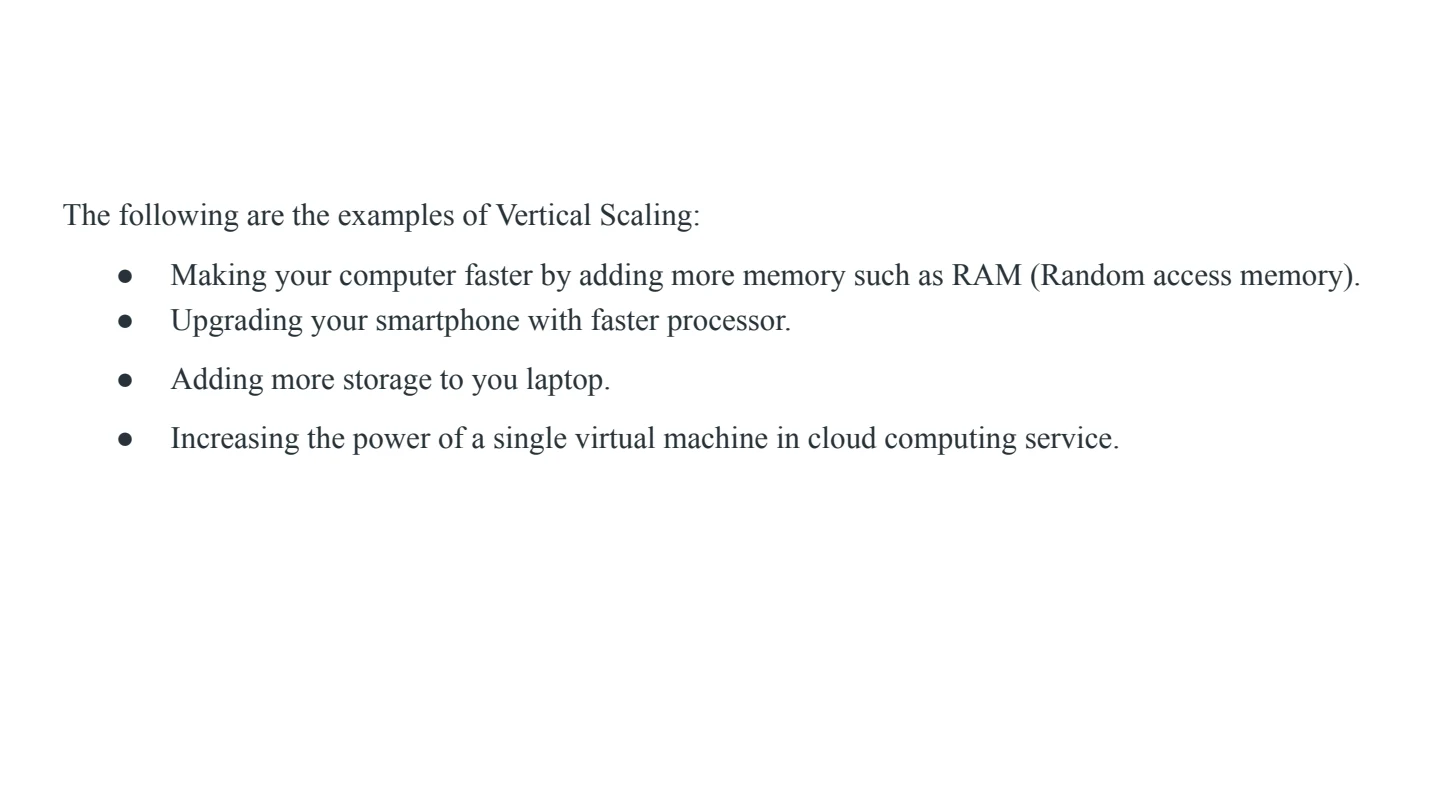 The following are the examples of Vertical Scaling:
● Making your computer faster by adding more memory such as RAM (Random access memory).
● Upgrading your smartphone with faster processor.
● Adding more storage to you laptop.
● Increasing the power of a single virtual machine in cloud computing service.